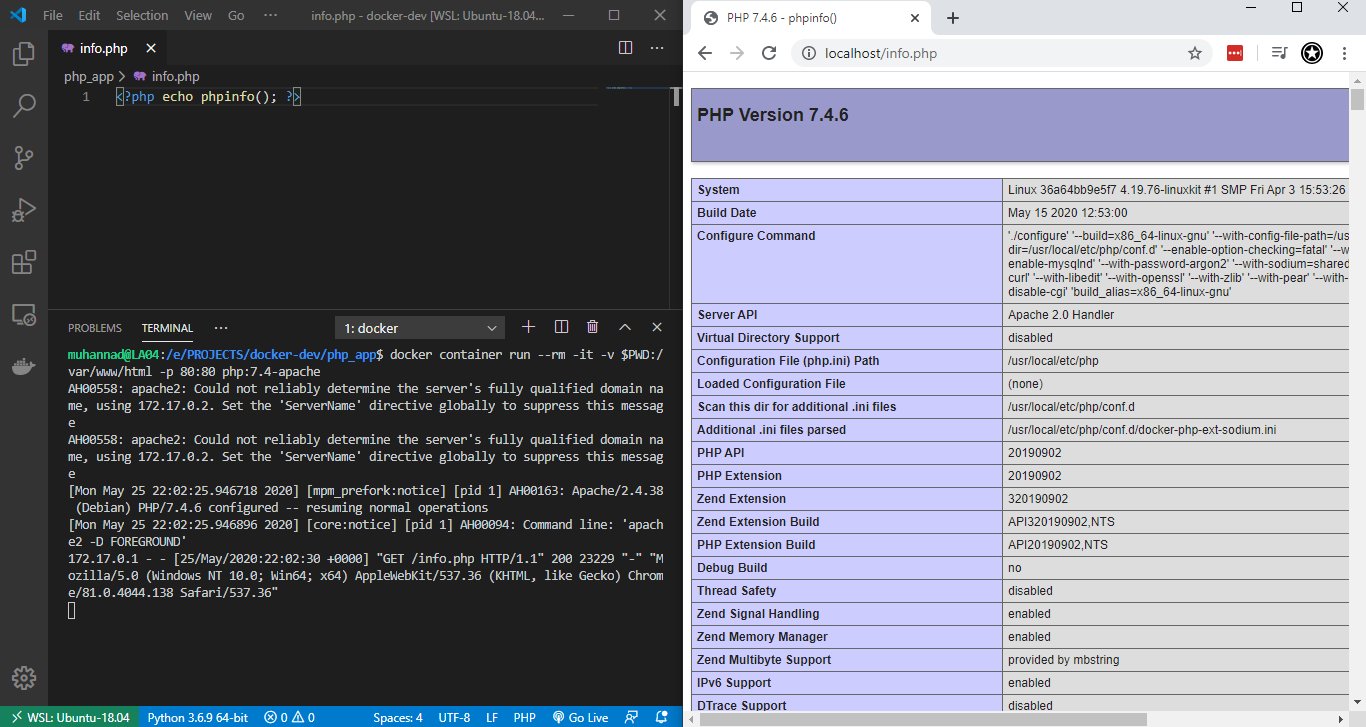 File Edit Selection View Go ··· info.php - docker-dev [WSL: Ubuntu-18.04...
info.php
php_app > info.php
1 <?php echo phpinfo(); ?>
PROBLEMS TERMINAL ··· 1: docker
muhannad@LA04:/e/PROJECTS/docker-dev/php_app$ docker container run --rm -it -v $PWD:/
var/www/html -p 80:80 php:7.4-apache
AH00558: apache2: Could not reliably determine the server's fully qualified domain na
me, using 172.17.0.2. Set the 'ServerName' directive globally to suppress this messag
e
AH00558: apache2: Could not reliably determine the server's fully qualified domain na
me, using 172.17.0.2. Set the 'ServerName' directive globally to suppress this messag
e
[Mon May 25 22:02:25.946718 2020] [mpm_prefork:notice] [pid 1] AH00163: Apache/2.4.38
(Debian) PHP/7.4.6 configured -- resuming normal operations
[Mon May 25 22:02:25.946896 2020] [core:notice] [pid 1] AH00094: Command line: 'apach
e2 -D FOREGROUND'
172.17.0.1 - - [25/May/2020:22:02:30 +0000] "GET /info.php HTTP/1.1" 200 23229 "-" "M
ozilla/5.0 (Windows NT 10.0; Win64; x64) AppleWebKit/537.36 (KHTML, like Gecko) Chrom
e/81.0.4044.138 Safari/537.36"
WSL: Ubuntu-18.04 Python 3.6.9 64-bit 0 0 Spaces: 4 UTF-8 LF PHP Go Live
PHP 7.4.6 - phpinfo()
localhost/info.php
PHP Version 7.4.6
System Linux 36a64bb9e5f7 4.19.76-linuxkit #1 SMP Fri Apr 3 15:53:26
Build Date May 15 2020 12:53:00
Configure Command './configure' '--build=x86_64-linux-gnu' '--with-config-file-path=/us
dir=/usr/local/etc/php/conf.d' '--enable-option-checking=fatal' '--w
enable-mysqlnd' '--with-password-argon2' '--with-sodium=shared
curl' '--with-libedit' '--with-openssl' '--with-zlib' '--with-pear' '--with-
disable-cgi' 'build_alias=x86_64-linux-gnu'
Server API Apache 2.0 Handler
Virtual Directory Support disabled
Configuration File (php.ini) Path /usr/local/etc/php
Loaded Configuration File (none)
Scan this dir for additional .ini files /usr/local/etc/php/conf.d
Additional .ini files parsed /usr/local/etc/php/conf.d/docker-php-ext-sodium.ini
PHP API 20190902
PHP Extension 20190902
Zend Extension 320190902
Zend Extension Build API320190902,NTS
PHP Extension Build API20190902,NTS
Debug Build no
Thread Safety disabled
Zend Signal Handling enabled
Zend Memory Manager enabled
Zend Multibyte Support provided by mbstring
IPv6 Support enabled
DTrace Support disabled